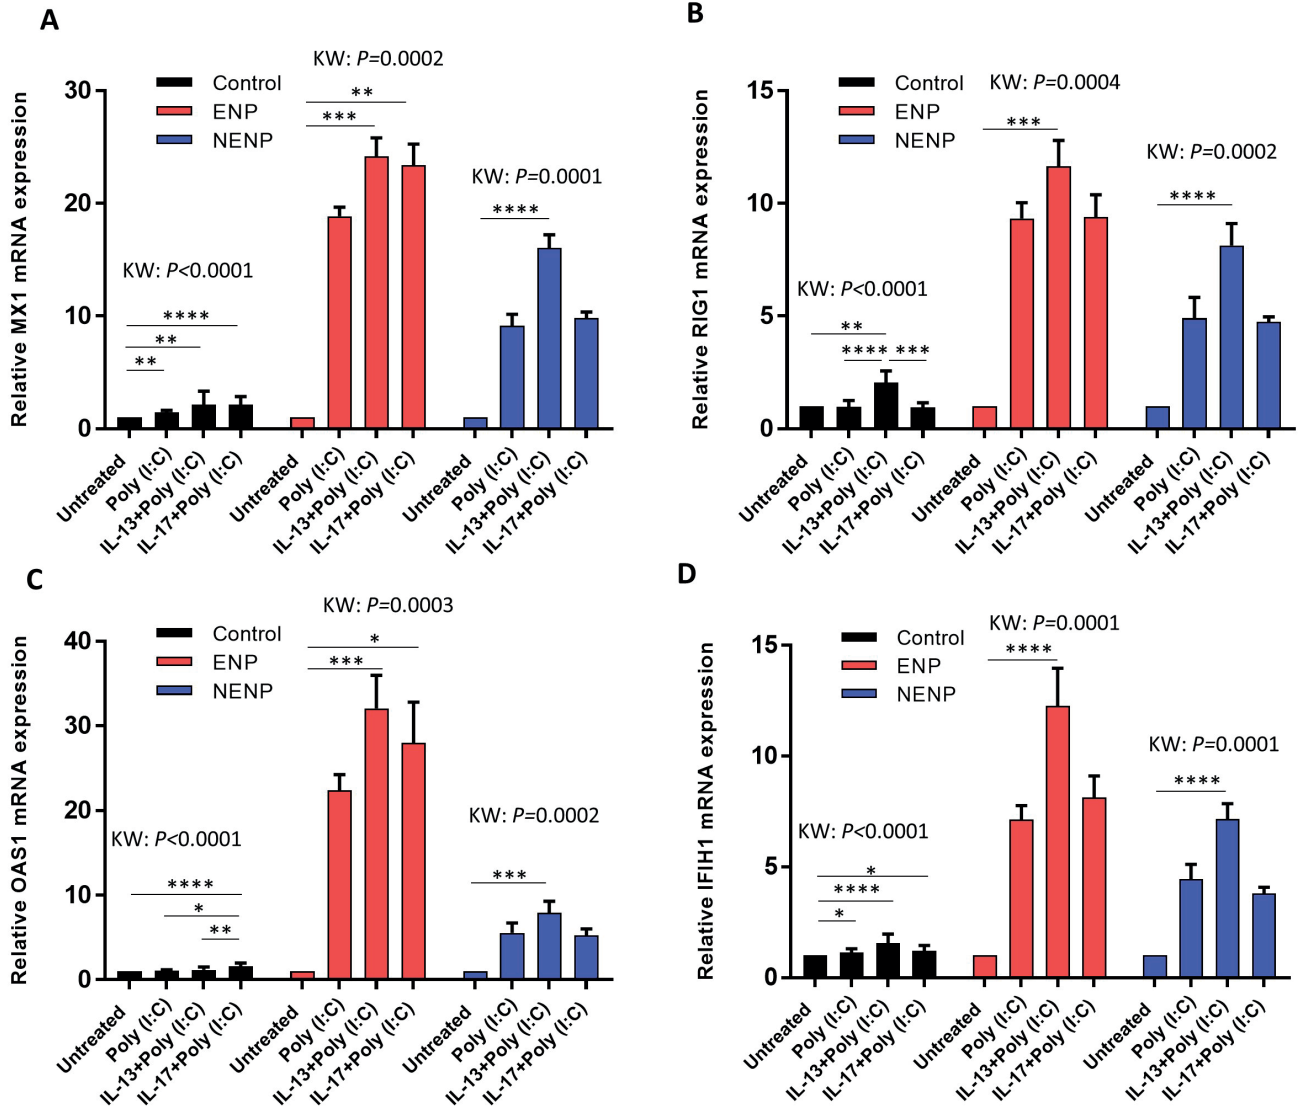 A
Relative MX1 mRNA expression
30
20
10
0
Control
ENP
NENP
KW: P<0.0001
****
**
**
KW: P=0.0002
**
***
KW: P=0.0001
****
Untreated
Poly (I:C)
IL-13+Poly (I:C)
IL-17+Poly (I:C)
Untreated
Poly (I:C)
IL-13+Poly (I:C)
IL-17+Poly (I:C)
Untreated
Poly (I:C)
IL-13+Poly (I:C)
IL-17+Poly (I:C)
B
Relative RIG1 mRNA expression
15
10
5
0
Control
ENP
NENP
KW: P<0.0001
**
**** ***
KW: P=0.0004
***
KW: P=0.0002
****
Untreated
Poly (I:C)
IL-13+Poly (I:C)
IL-17+Poly (I:C)
Untreated
Poly (I:C)
IL-13+Poly (I:C)
IL-17+Poly (I:C)
Untreated
Poly (I:C)
IL-13+Poly (I:C)
IL-17+Poly (I:C)
C
Relative OAS1 mRNA expression
40
30
20
10
0
Control
ENP
NENP
KW: P<0.0001
****
*
**
KW: P=0.0003
*
***
KW: P=0.0002
***
Untreated
Poly (I:C)
IL-13+Poly (I:C)
IL-17+Poly (I:C)
Untreated
Poly (I:C)
IL-13+Poly (I:C)
IL-17+Poly (I:C)
Untreated
Poly (I:C)
IL-13+Poly (I:C)
IL-17+Poly (I:C)
D
Relative IFIH1 mRNA expression
15
10
5
0
Control
ENP
NENP
KW: P<0.0001
*
****
*
KW: P=0.0001
****
KW: P=0.0001
****
Untreated
Poly (I:C)
IL-13+Poly (I:C)
IL-17+Poly (I:C)
Untreated
Poly (I:C)
IL-13+Poly (I:C)
IL-17+Poly (I:C)
Untreated
Poly (I:C)
IL-13+Poly (I:C)
IL-17+Poly (I:C)